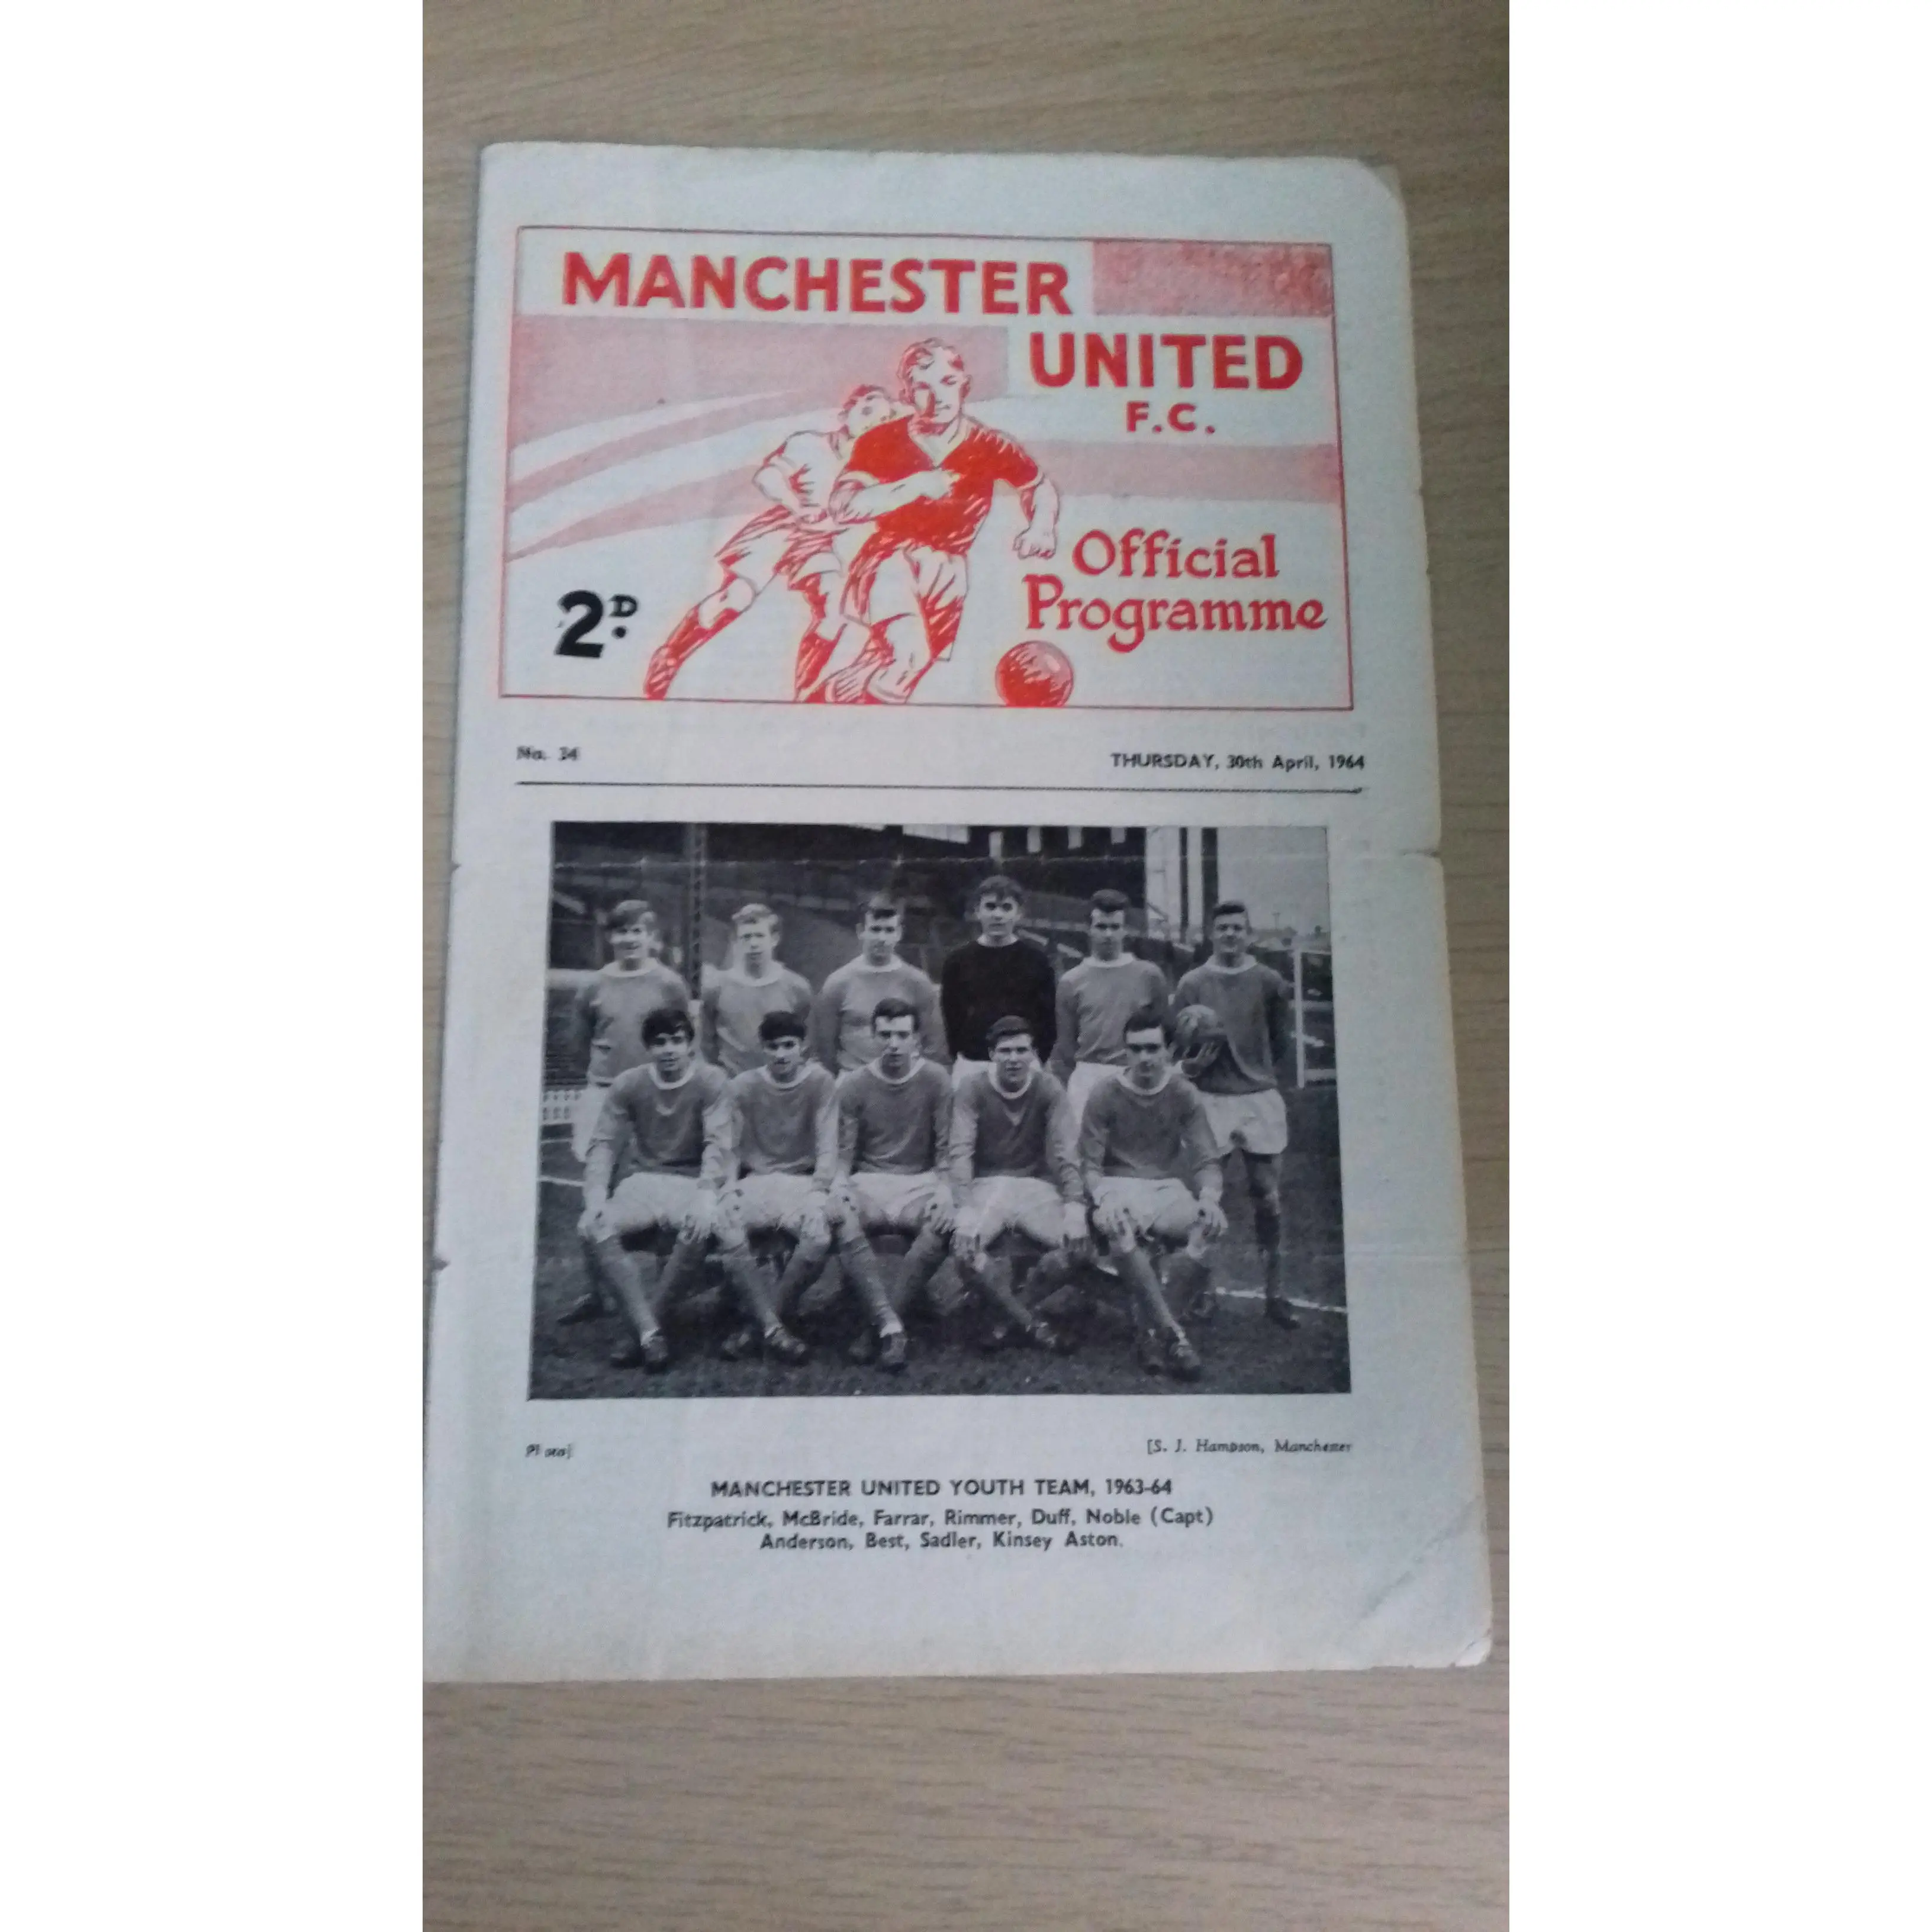 MANCHESTER
UNITED
F.C.
Official
Programme
2D.
No. 34
THURSDAY, 30th April, 1964
[S. J. Hampson, Manchester
MANCHESTER UNITED YOUTH TEAM, 1963-64
Fitzpatrick, McBride, Farrar, Rimmer, Duff, Noble (Capt)
Anderson, Best, Sadler, Kinsey Aston.